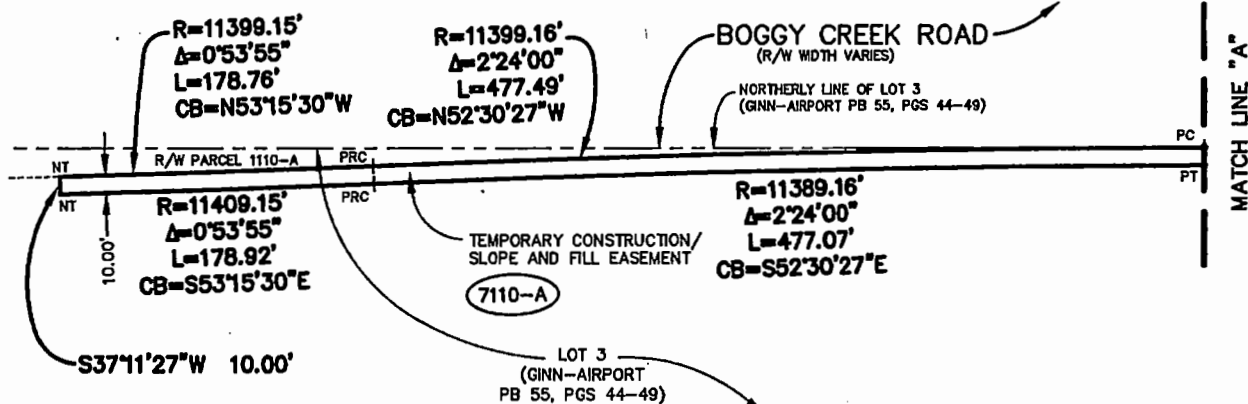 R=11399.15'
Δ=0°53'55"
L=178.76'
CB=N53°15'30"W
R=11399.16'
Δ=2°24'00"
L=477.49'
CB=N52°30'27"W
BOGGY CREEK ROAD
(R/W WIDTH VARIES)
NORTHERLY LINE OF LOT 3
(GINN-AIRPORT PB 55, PGS 44-49)
MATCH LINE "A"
NT
R/W PARCEL 1110-A
PRC
PC
NT
PRC
PT
10.00'
R=11409.15'
Δ=0°53'55"
L=178.92'
CB=S53°15'30"E
TEMPORARY CONSTRUCTION/
SLOPE AND FILL EASEMENT
7110-A
R=11389.16'
Δ=2°24'00"
L=477.07'
CB=S52°30'27"E
S37°11'27"W 10.00'
LOT 3
(GINN-AIRPORT
PB 55, PGS 44-49)